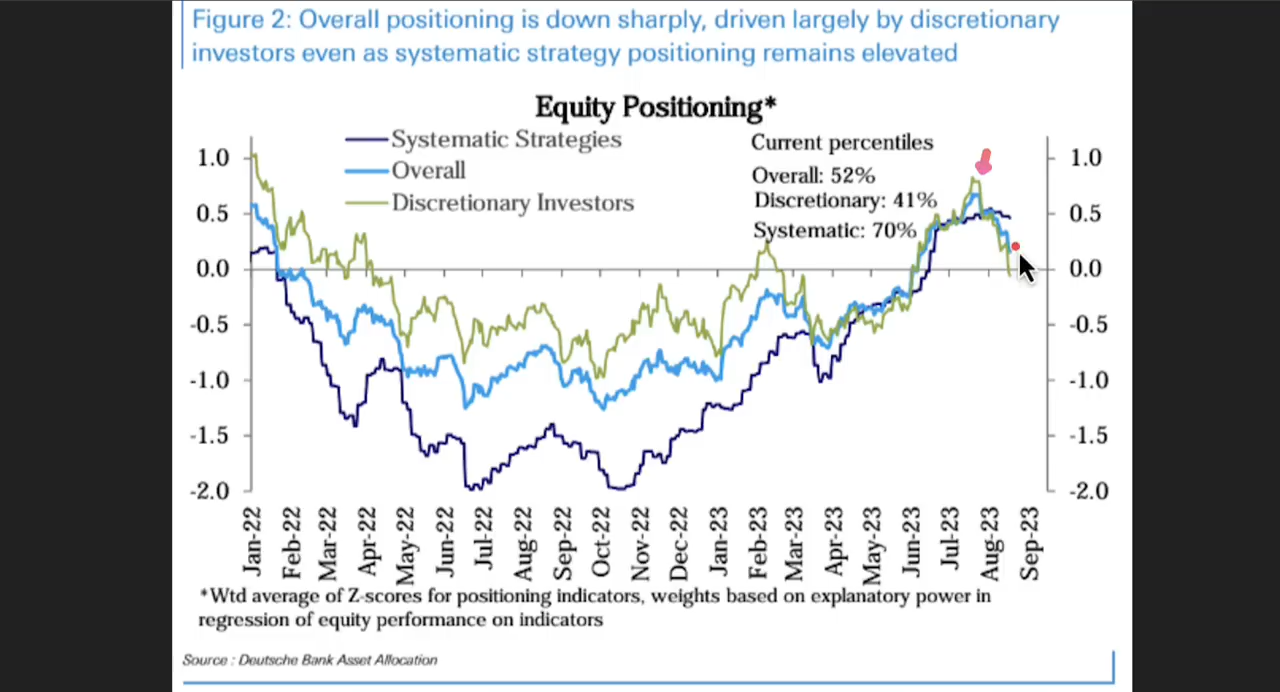 Figure 2: Overall positioning is down sharply, driven largely by discretionary
investors even as systematic strategy positioning remains elevated
Equity Positioning*
Systematic Strategies
Overall
Discretionary Investors
Current percentiles
Overall: 52%
Discretionary: 41%
Systematic: 70%
1.0
0.5
0.0
-0.5
-1.0
-1.5
-2.0
1.0
0.5
0.0
-0.5
-1.0
-1.5
-2.0
Jan-22
Feb-22
Mar-22
Apr-22
May-22
Jun-22
Jul-22
Aug-22
Sep-22
Oct-22
Nov-22
Dec-22
Jan-23
Feb-23
Mar-23
Apr-23
May-23
Jun-23
Jul-23
Aug-23
Sep-23
*Wtd average of Z-scores for positioning indicators, weights based on explanatory power in
regression of equity performance on indicators
Source : Deutsche Bank Asset Allocation